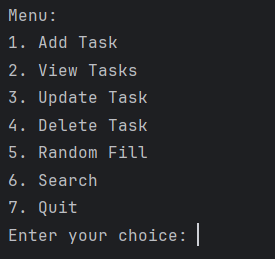 Menu:
1. Add Task
2. View Tasks
3. Update Task
4. Delete Task
5. Random Fill
6. Search
7. Quit
Enter your choice: